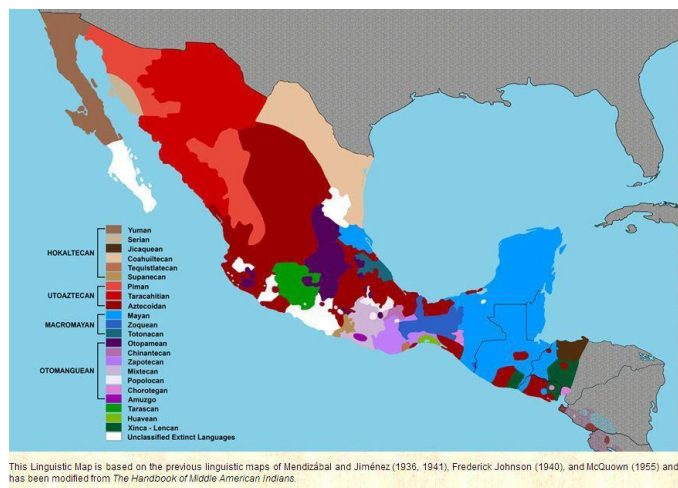 Yuman
Serian
HOKALTECAN
Jicaquean
Coahuiltecan
Tequistlatecan
Supanecan
Piman
UTOAZTECAN
Taracahitian
Aztecoidan
Mayan
MACROMAYAN
Zoquean
Totonacan
Otopamean
Chinantecan
Zapotecan
OTOMANGUEAN
Mixtecan
Popolocan
Chorotegan
Amuzgo
Tarascan
Huavean
Xinca - Lencan
Unclassified Extinct Languages
This Linguistic Map is based on the previous linguistic maps of Mendizábal and Jiménez (1936, 1941), Frederick Johnson (1940), and McQuown (1955) and
has been modified from The Handbook of Middle American Indians.